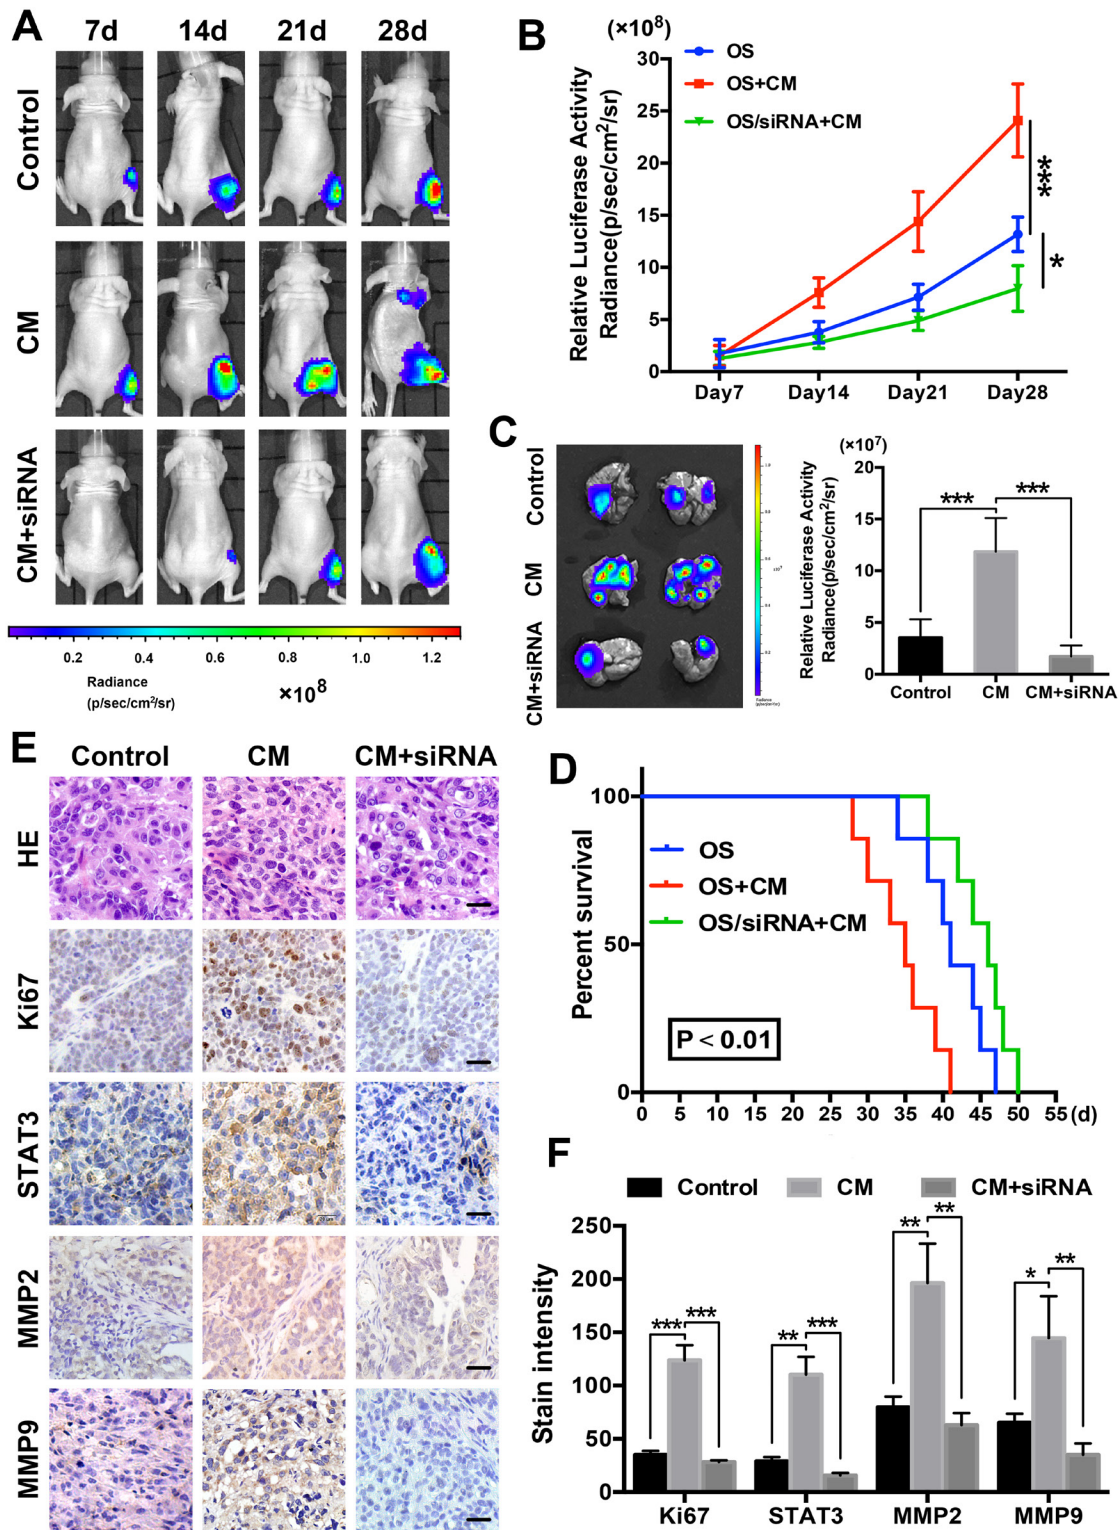 A
7d 14d 21d 28d
Control
CM
CM+siRNA
0.2 0.4 0.6 0.8 1.0 1.2
Radiance
(p/sec/cm²/sr)
×10⁸
B
(×10⁸)
Relative Luciferase Activity
Radiance(p/sec/cm²/sr)
30
25
20
15
10
5
0
OS
OS+CM
OS/siRNA+CM
***
*
Day7 Day14 Day21 Day28
C
Control
CM
CM+siRNA
(×10⁷)
Relative Luciferase Activity
Radiance(p/sec/cm²/sr)
20
15
10
5
0
*** ***
Control CM CM+siRNA
E
Control CM CM+siRNA
HE
Ki67
STAT3
MMP2
MMP9
D
Percent survival
100
50
0
OS
OS+CM
OS/siRNA+CM
P < 0.01
0 5 10 15 20 25 30 35 40 45 50 55 (d)
F
Control CM CM+siRNA
Stain intensity
250
200
150
100
50
0
*** ***
** ***
** **
* **
Ki67 STAT3 MMP2 MMP9